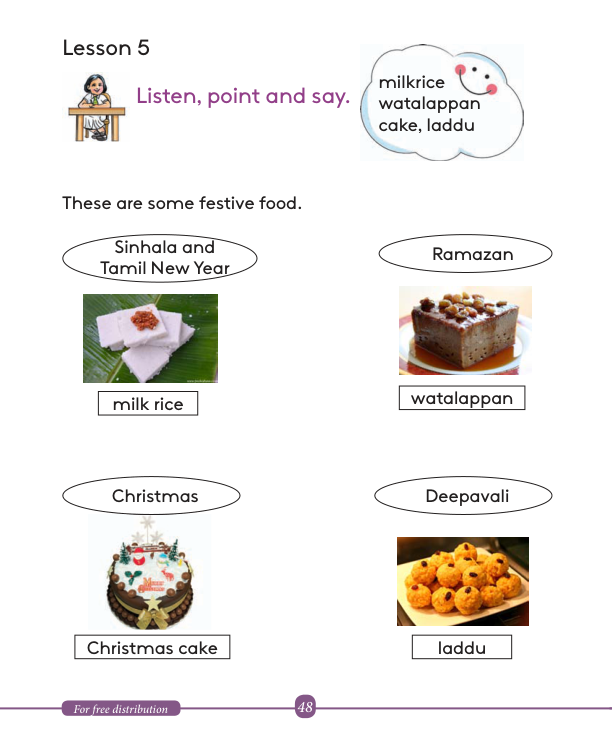 Lesson 5
Listen, point and say.
milkrice
watalappan
cake, laddu
These are some festive food.
Sinhala and
Tamil New Year
Ramazan
milk rice
watalappan
Christmas
Deepavali
Merry
Christmas cake
laddu
For free distribution
48